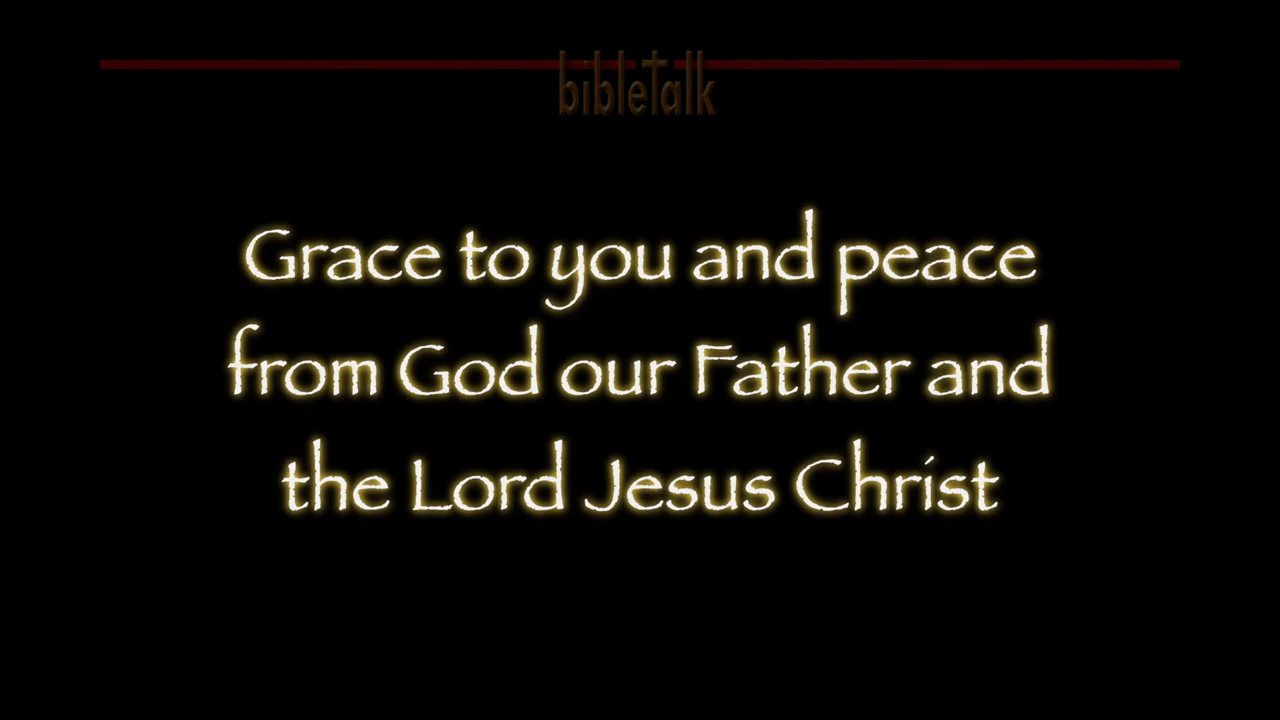 bibleTalk
Grace to you and peace
from God our Father and
the Lord Jesus Christ